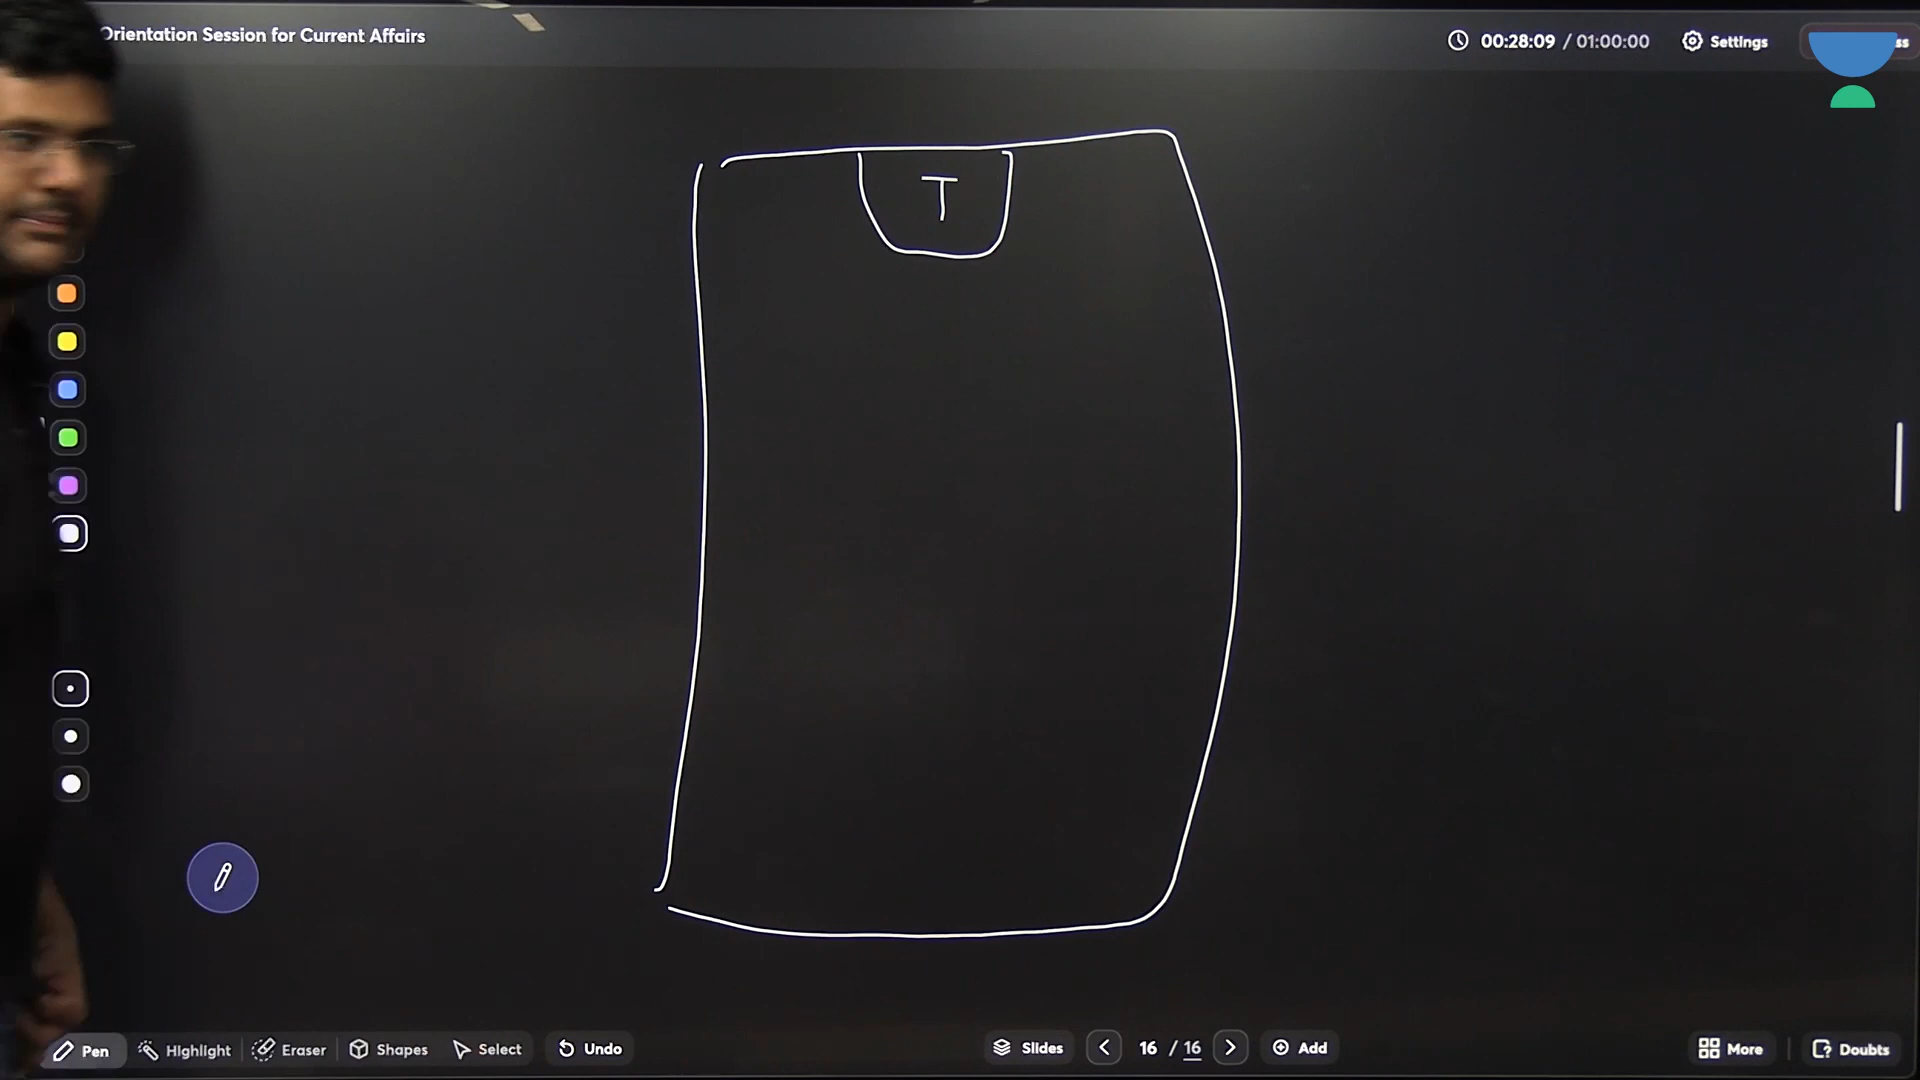 Orientation Session for Current Affairs
00:28:09 / 01:00:00
Settings
ss
T
Pen
Highlight
Eraser
Shapes
Select
Undo
Slides
16 / 16
Add
More
Doubts